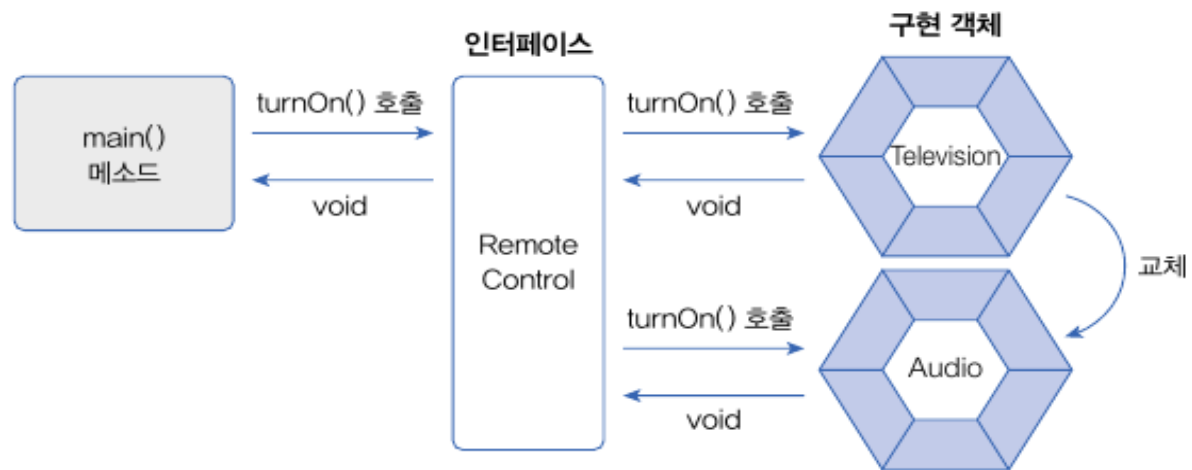 인터페이스
구현 객체
main()
메소드
turnOn() 호출
void
Remote
Control
turnOn() 호출
void
Television
교체
turnOn() 호출
void
Audio